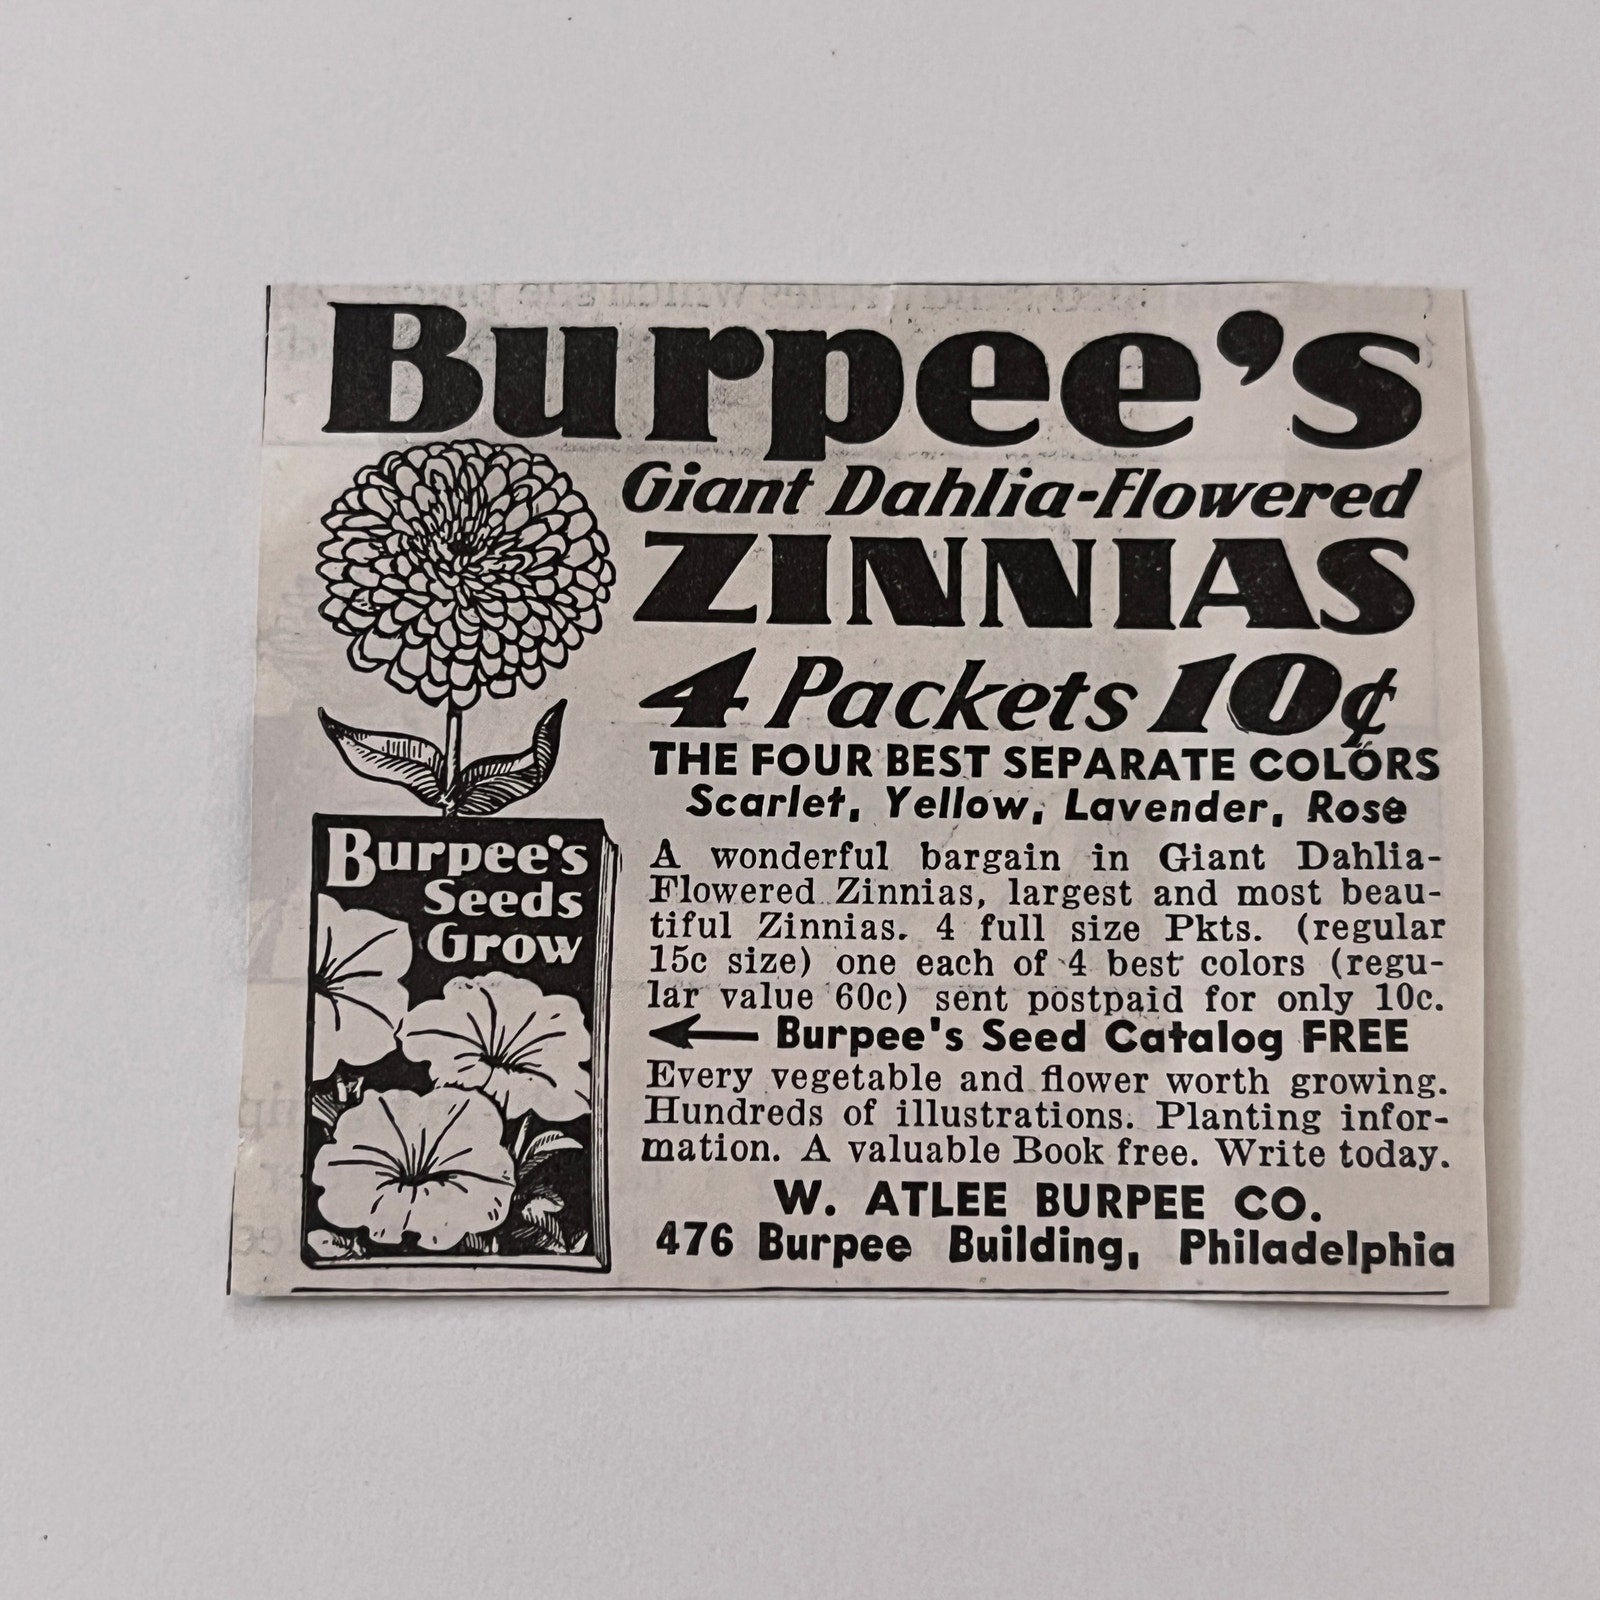 Burpee's
Giant Dahlia-Flowered
ZINNIAS
4 Packets 10¢
THE FOUR BEST SEPARATE COLORS
Scarlet, Yellow, Lavender, Rose
A wonderful bargain in Giant Dahlia-
Flowered Zinnias, largest and most beau-
tiful Zinnias. 4 full size Pkts. (regular
15c size) one each of 4 best colors (regu-
lar value 60c) sent postpaid for only 10c.
Burpee's Seed Catalog FREE
Every vegetable and flower worth growing.
Hundreds of illustrations. Planting infor-
mation. A valuable Book free. Write today.
W. ATLEE BURPEE CO.
476 Burpee Building, Philadelphia
Burpee's
Seeds
Grow